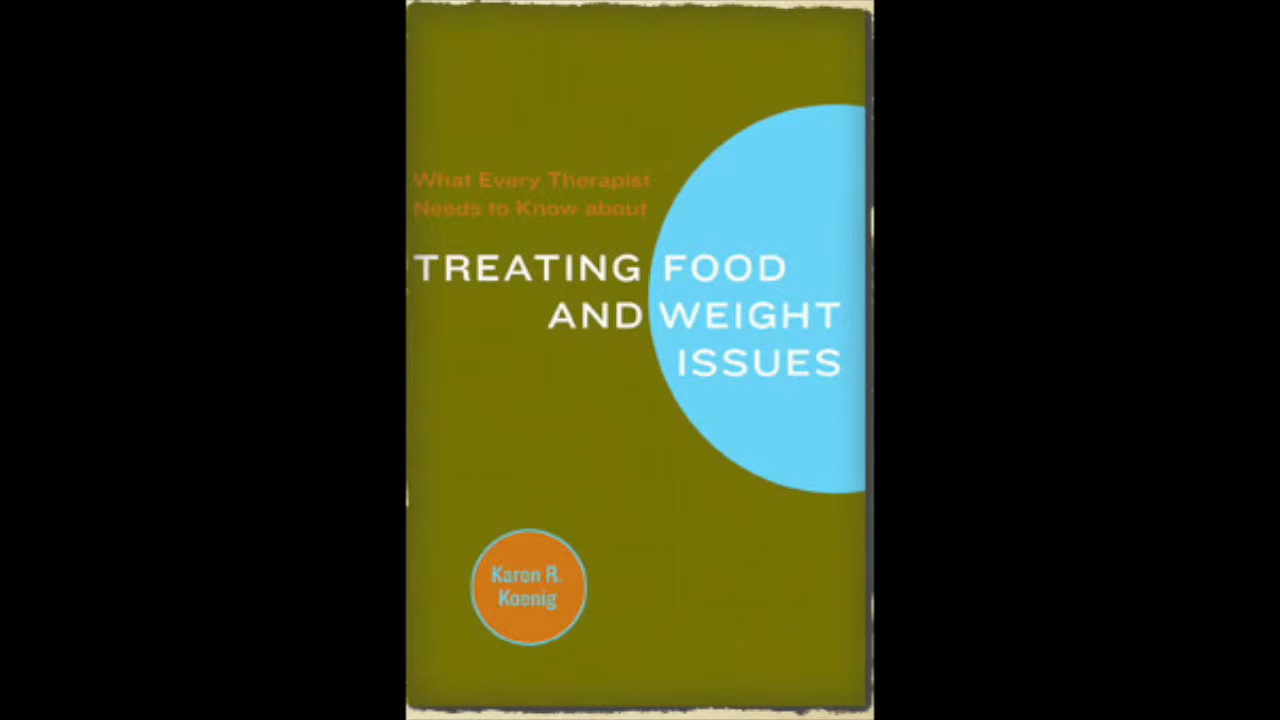 What Every Therapist
Needs to Know about
TREATING FOOD
AND WEIGHT
ISSUES
Karen R.
Koenig